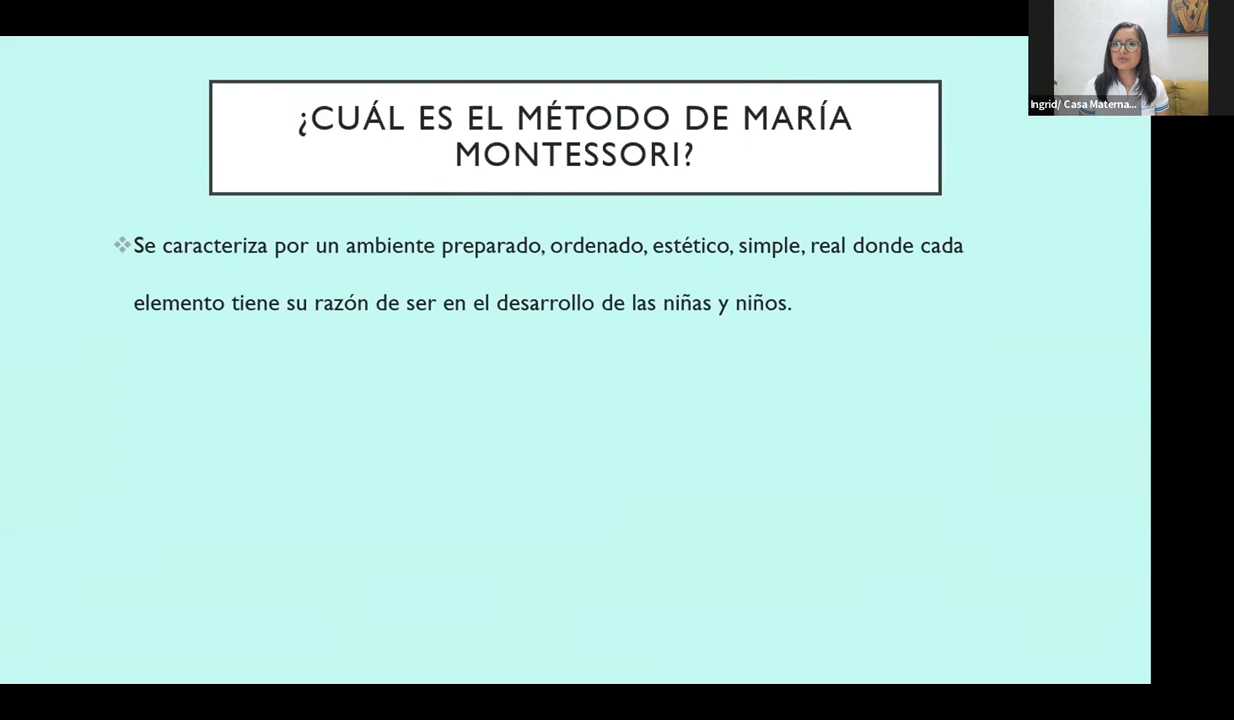 ¿CUÁL ES EL MÉTODO DE MARÍA
MONTESSORI?
Se caracteriza por un ambiente preparado, ordenado, estético, simple, real donde cada
elemento tiene su razón de ser en el desarrollo de las niñas y niños.
Ingrid/ Casa Materna...